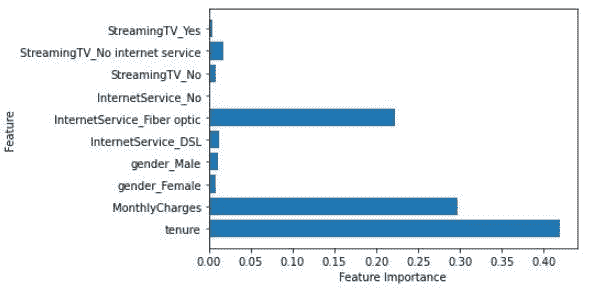 StreamingTV_Yes
StreamingTV_No internet service
StreamingTV_No
InternetService_No
InternetService_Fiber optic
InternetService_DSL
gender_Male
gender_Female
MonthlyCharges
tenure
Feature
0.00 0.05 0.10 0.15 0.20 0.25 0.30 0.35 0.40
Feature Importance